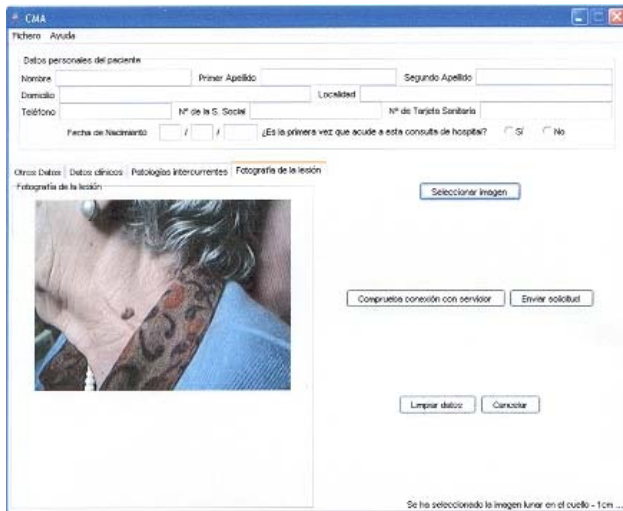 CMA
Fichero Ayuda
Datos personales del paciente
Nombre Primer Apellido Segundo Apellido
Domicilio Localidad
Teléfono Nº de la S. Social Nº de Tarjeta Sanitaria
Fecha de Nacimiento / / ¿Es la primera vez que acude a esta consulta de hospital? Sí No
Otros Datos Datos clínicos Patologías intercurrentes Fotografía de la lesión
Fotografía de la lesión
Seleccionar imagen
Comprueba conexión con servidor Enviar solicitud
Limpiar datos Cancelar
Se ha seleccionado la imagen lunar en el cuello - 1cm ...